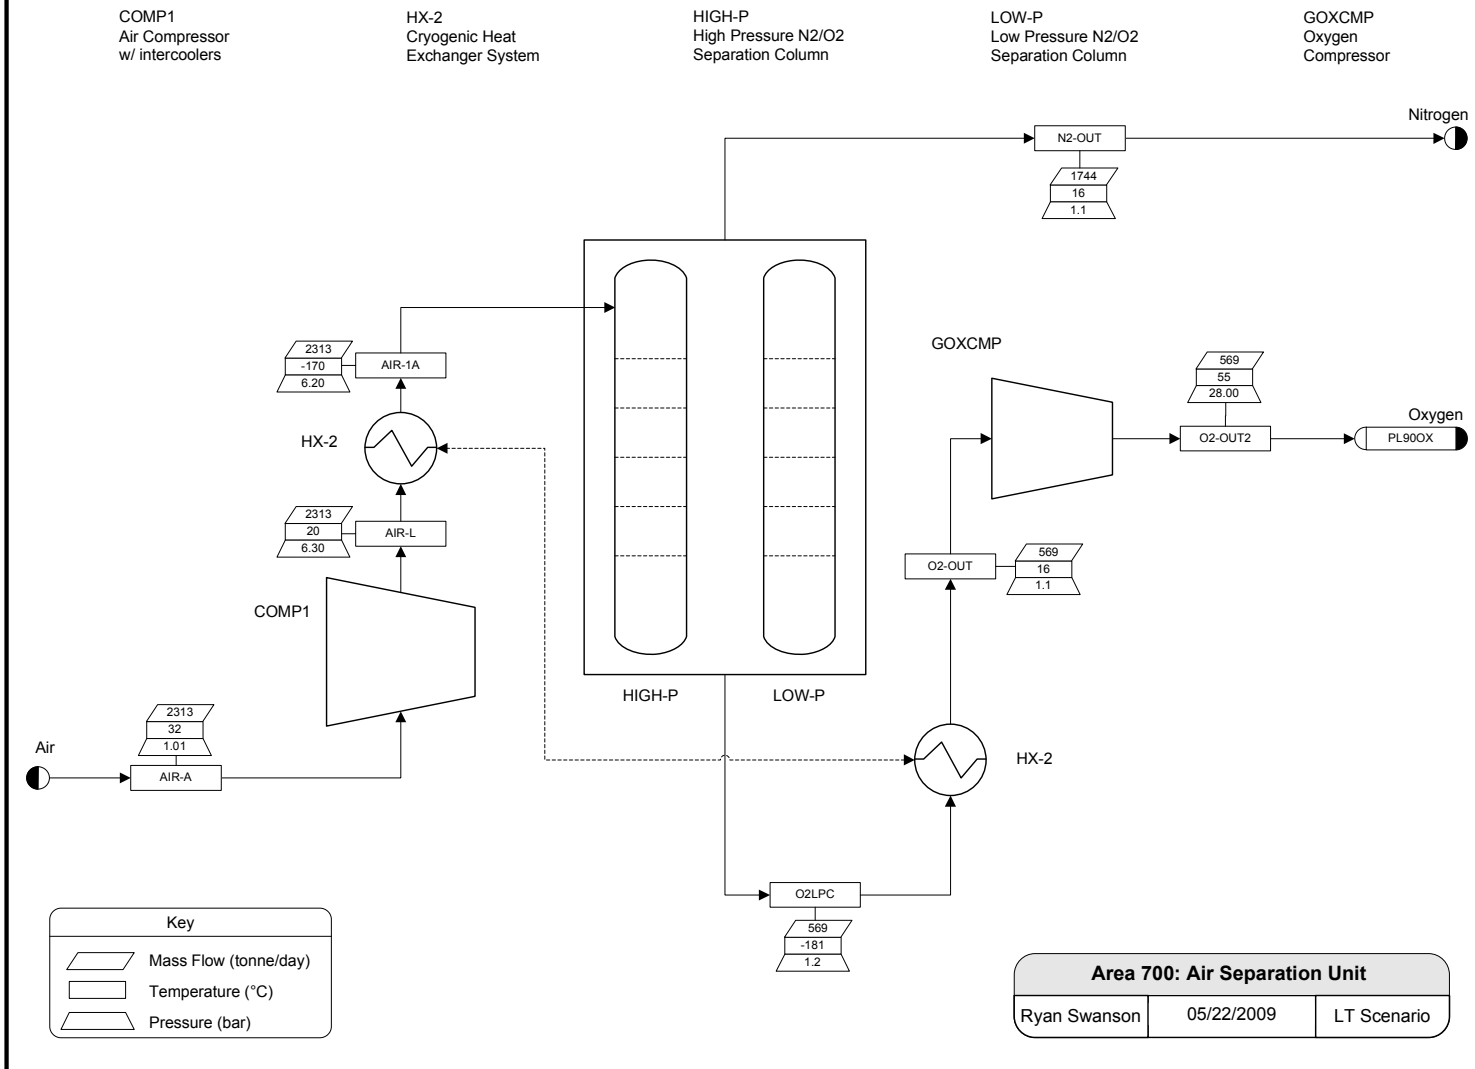 COMP1
Air Compressor
w/ intercoolers
HX-2
Cryogenic Heat
Exchanger System
HIGH-P
High Pressure N2/O2
Separation Column
LOW-P
Low Pressure N2/O2
Separation Column
GOXCMP
Oxygen
Compressor
Nitrogen
N2-OUT
1744
16
1.1
2313
-170
6.20
AIR-1A
HX-2
2313
20
6.30
AIR-L
COMP1
2313
32
1.01
Air
AIR-A
HIGH-P
LOW-P
GOXCMP
569
55
28.00
O2-OUT2
Oxygen
PL90OX
O2-OUT
569
16
1.1
HX-2
O2LPC
569
-181
1.2
Key
Mass Flow (tonne/day)
Temperature (°C)
Pressure (bar)
Area 700: Air Separation Unit
Ryan Swanson
05/22/2009
LT Scenario